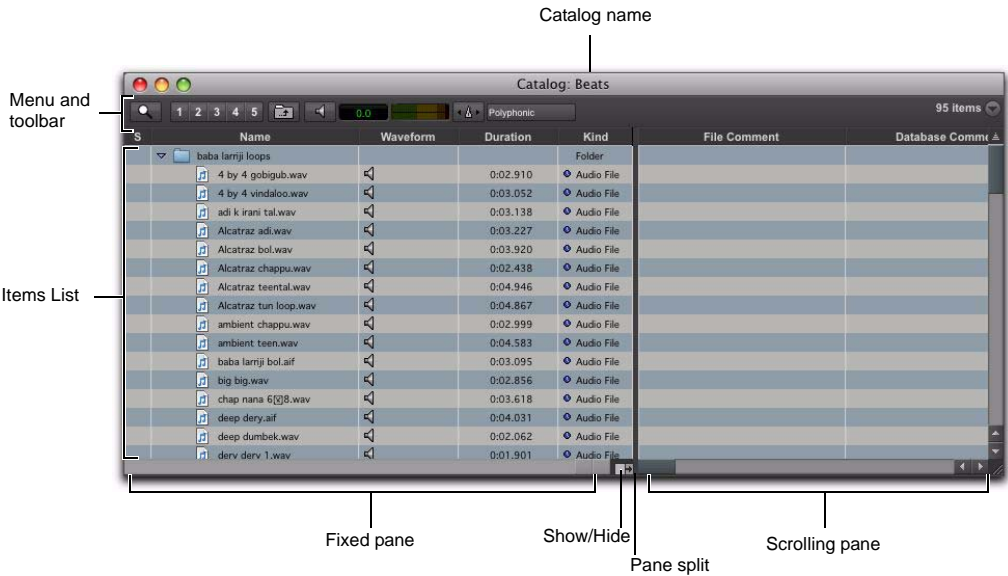 Catalog name
Catalog: Beats
Menu and
toolbar
1 2 3 4 5 0.0 Polyphonic 95 items
S Name Waveform Duration Kind File Comment Database Comme
baba larriji loops Folder
4 by 4 gobigub.wav 0:02.910 Audio File
4 by 4 vindaloo.wav 0:03.052 Audio File
adi k irani tal.wav 0:03.138 Audio File
Alcatraz adi.wav 0:03.227 Audio File
Alcatraz bol.wav 0:03.920 Audio File
Alcatraz chappu.wav 0:02.438 Audio File
Alcatraz teental.wav 0:04.946 Audio File
Items List
Alcatraz tun loop.wav 0:04.867 Audio File
ambient chappu.wav 0:02.999 Audio File
ambient teen.wav 0:04.583 Audio File
baba larriji bol.aif 0:03.095 Audio File
big big.wav 0:02.856 Audio File
chap nana 68.wav 0:03.618 Audio File
deep dery.aif 0:04.031 Audio File
deep dumbek.wav 0:02.062 Audio File
dery dery 1.wav 0:01.901 Audio File
Fixed pane
Show/Hide
Pane split
Scrolling pane